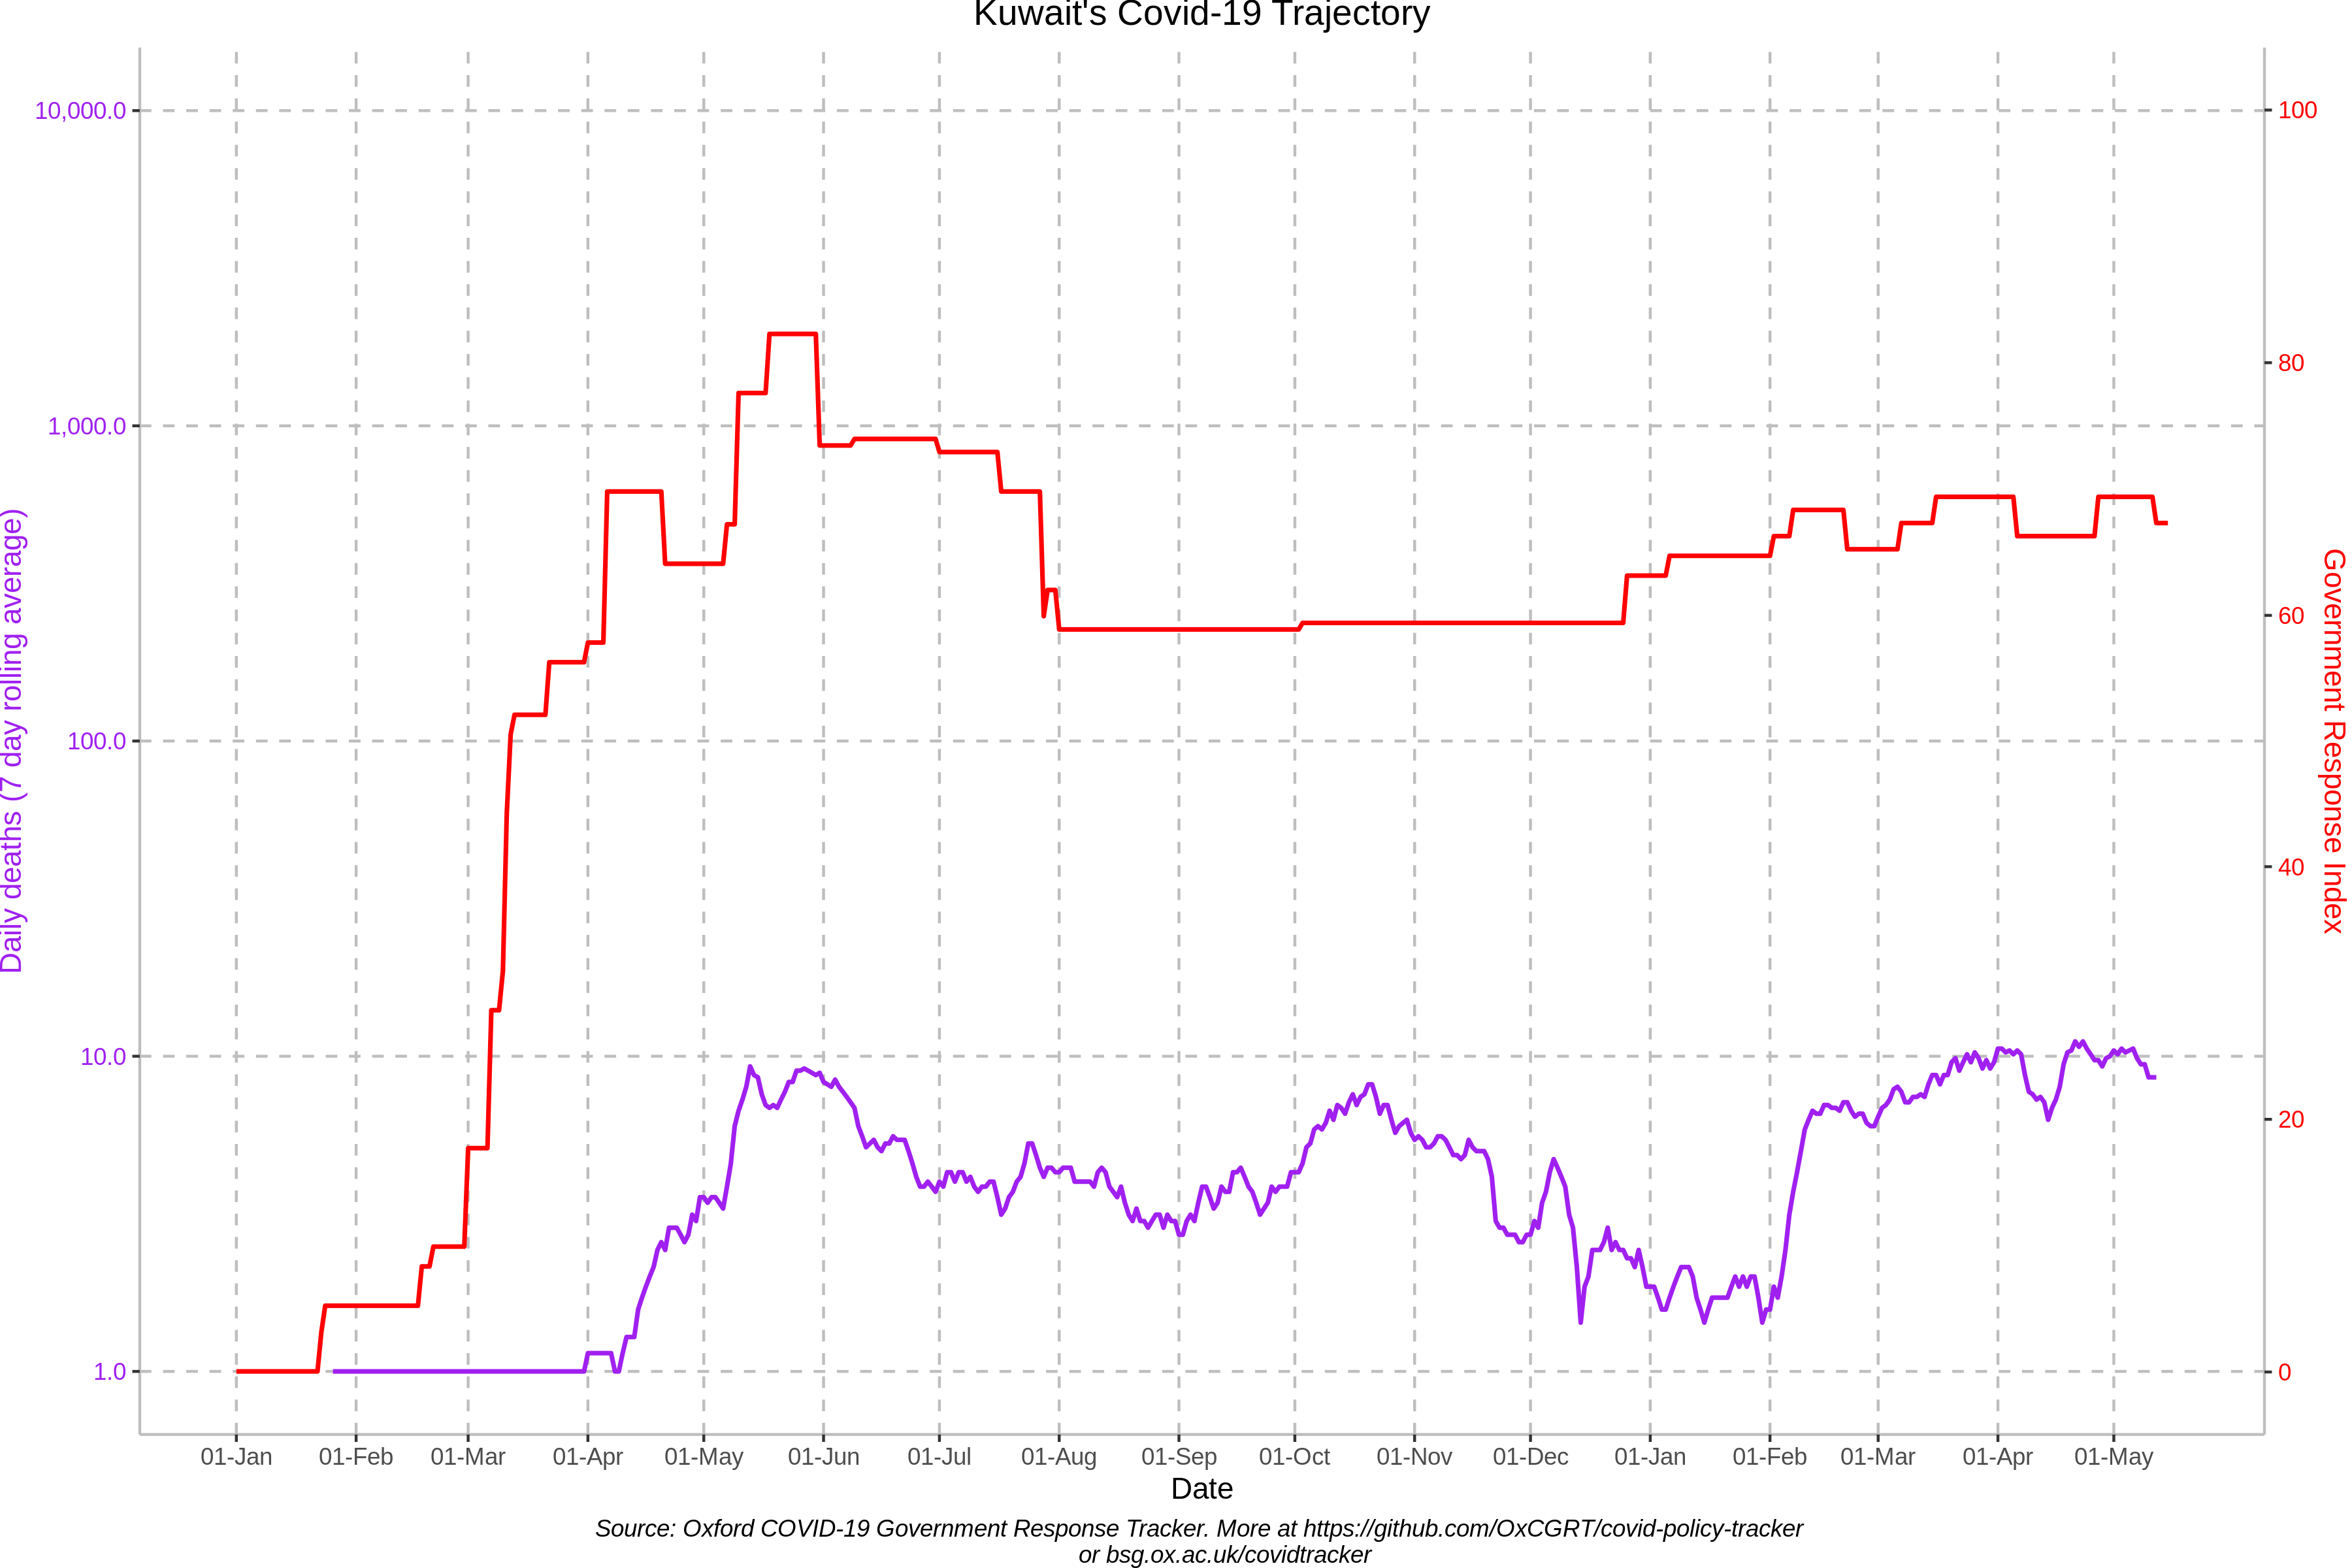 Kuwait's Covid-19 Trajectory
10,000.0
1,000.0
100.0
10.0
1.0
Daily deaths (7 day rolling average)
100
80
60
40
20
0
Government Response Index
01-Jan
01-Feb
01-Mar
01-Apr
01-May
01-Jun
01-Jul
01-Aug
01-Sep
01-Oct
01-Nov
01-Dec
01-Jan
01-Feb
01-Mar
01-Apr
01-May
Date
Source: Oxford COVID-19 Government Response Tracker. More at https://github.com/OxCGRT/covid-policy-tracker
or bsg.ox.ac.uk/covidtracker